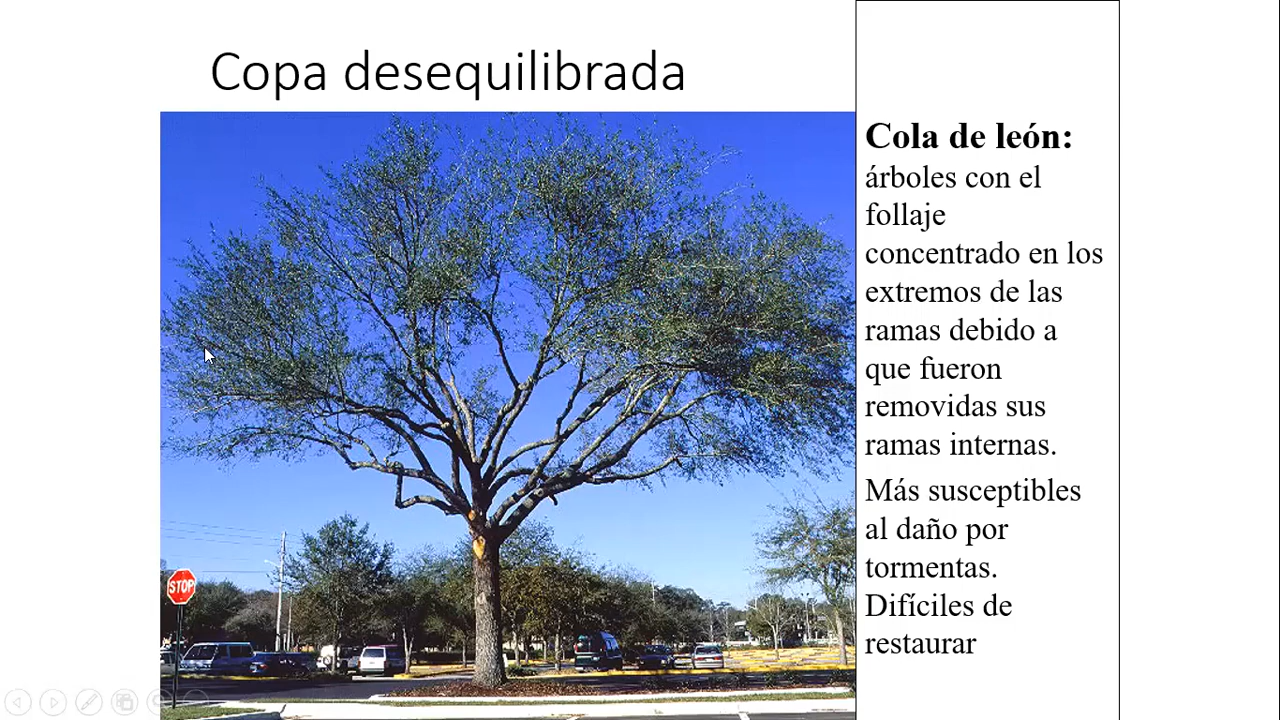 Copa desequilibrada
Cola de león:
árboles con el
follaje
concentrado en los
extremos de las
ramas debido a
que fueron
removidas sus
ramas internas.
Más susceptibles
al daño por
tormentas.
Difíciles de
restaurar
STOP